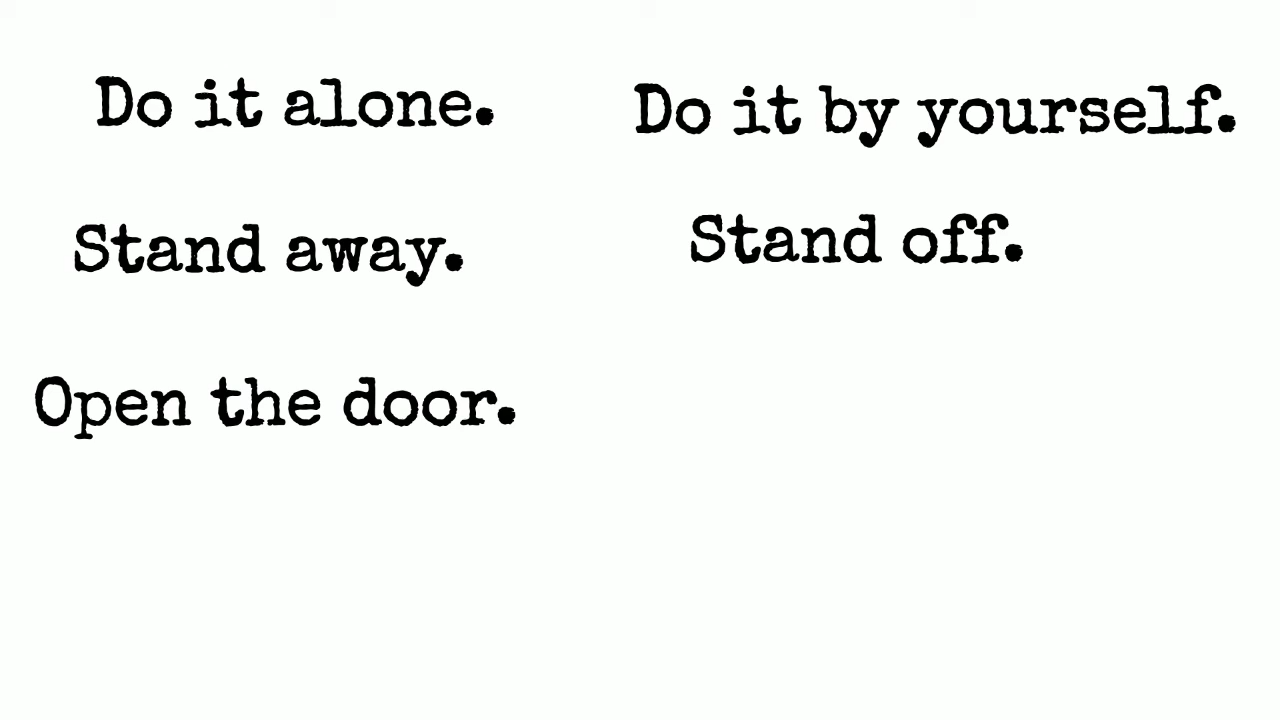 Do it alone.
Do it by yourself.
Stand away.
Stand off.
Open the door.